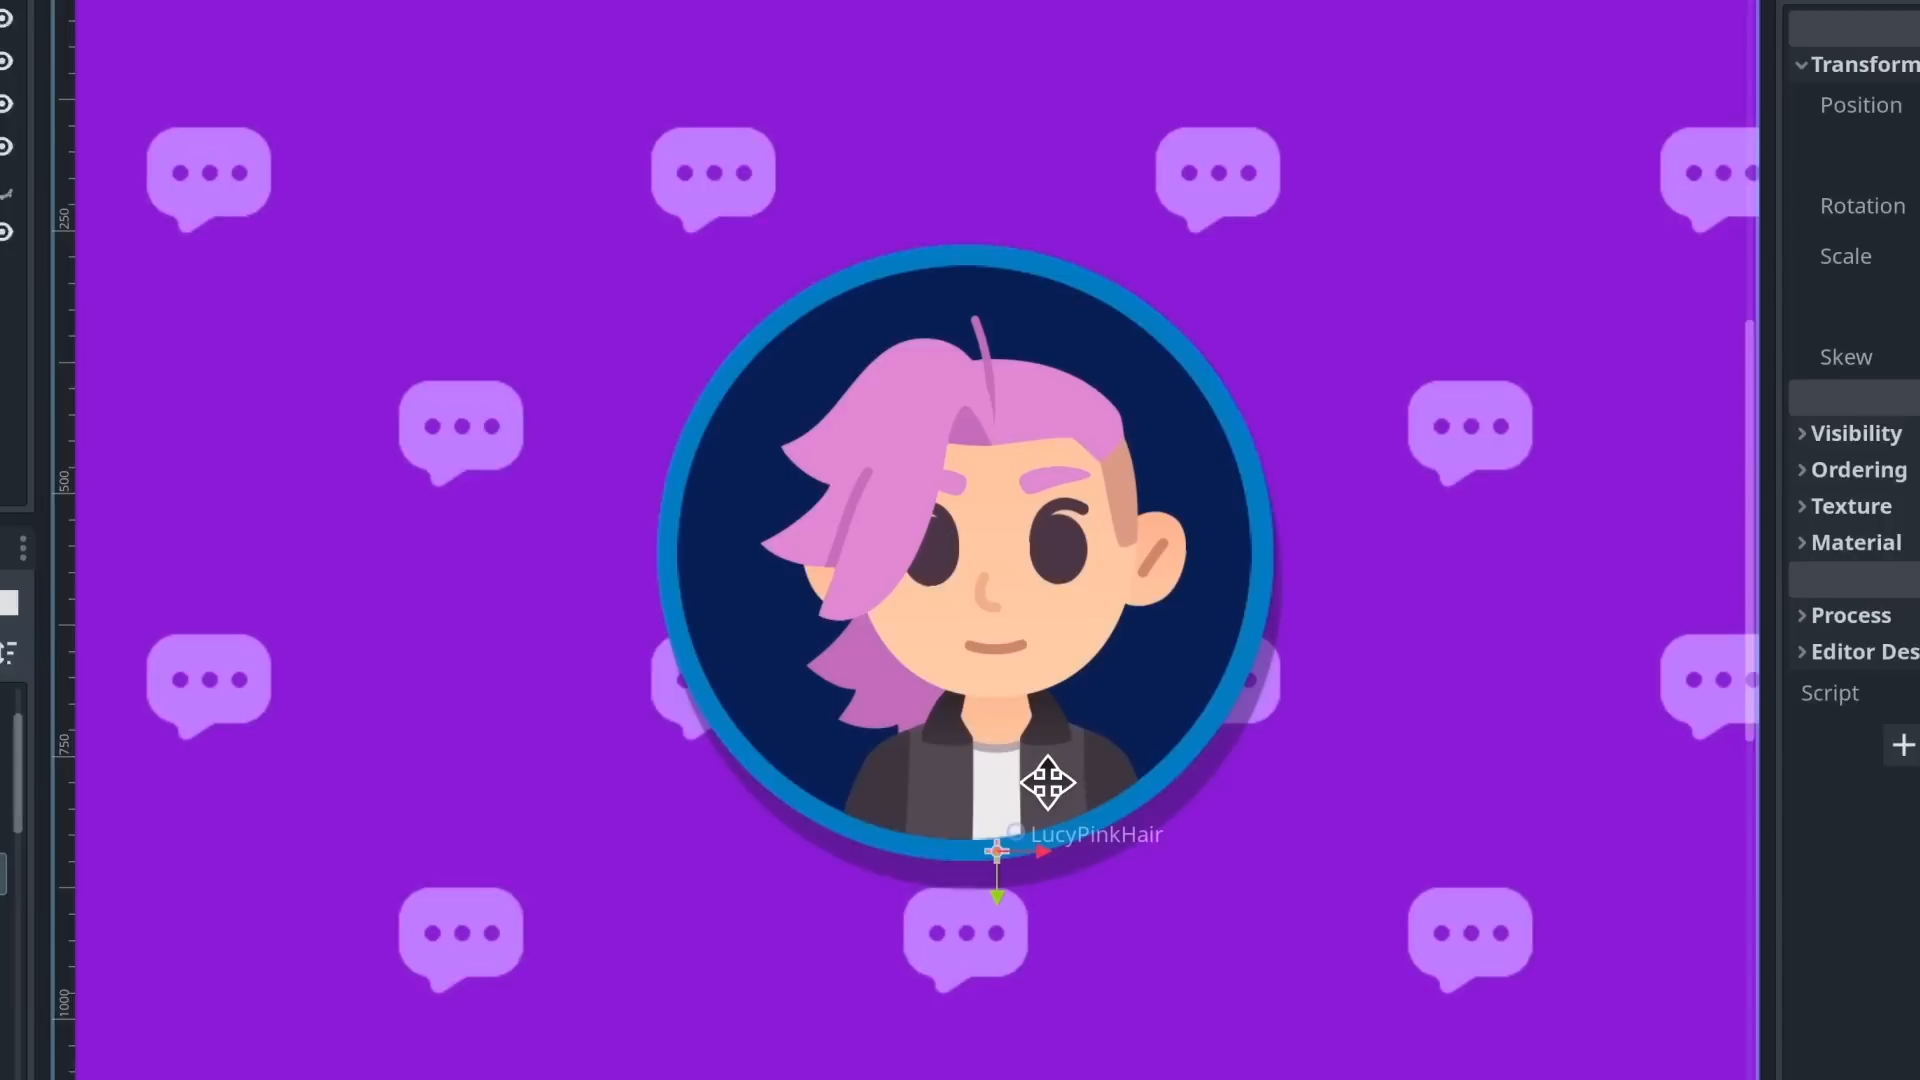 Transform
Position
Rotation
Scale
Skew
Visibility
Ordering
Texture
Material
Process
Editor Des
Script
250
500
750
1000
LucyPinkHair